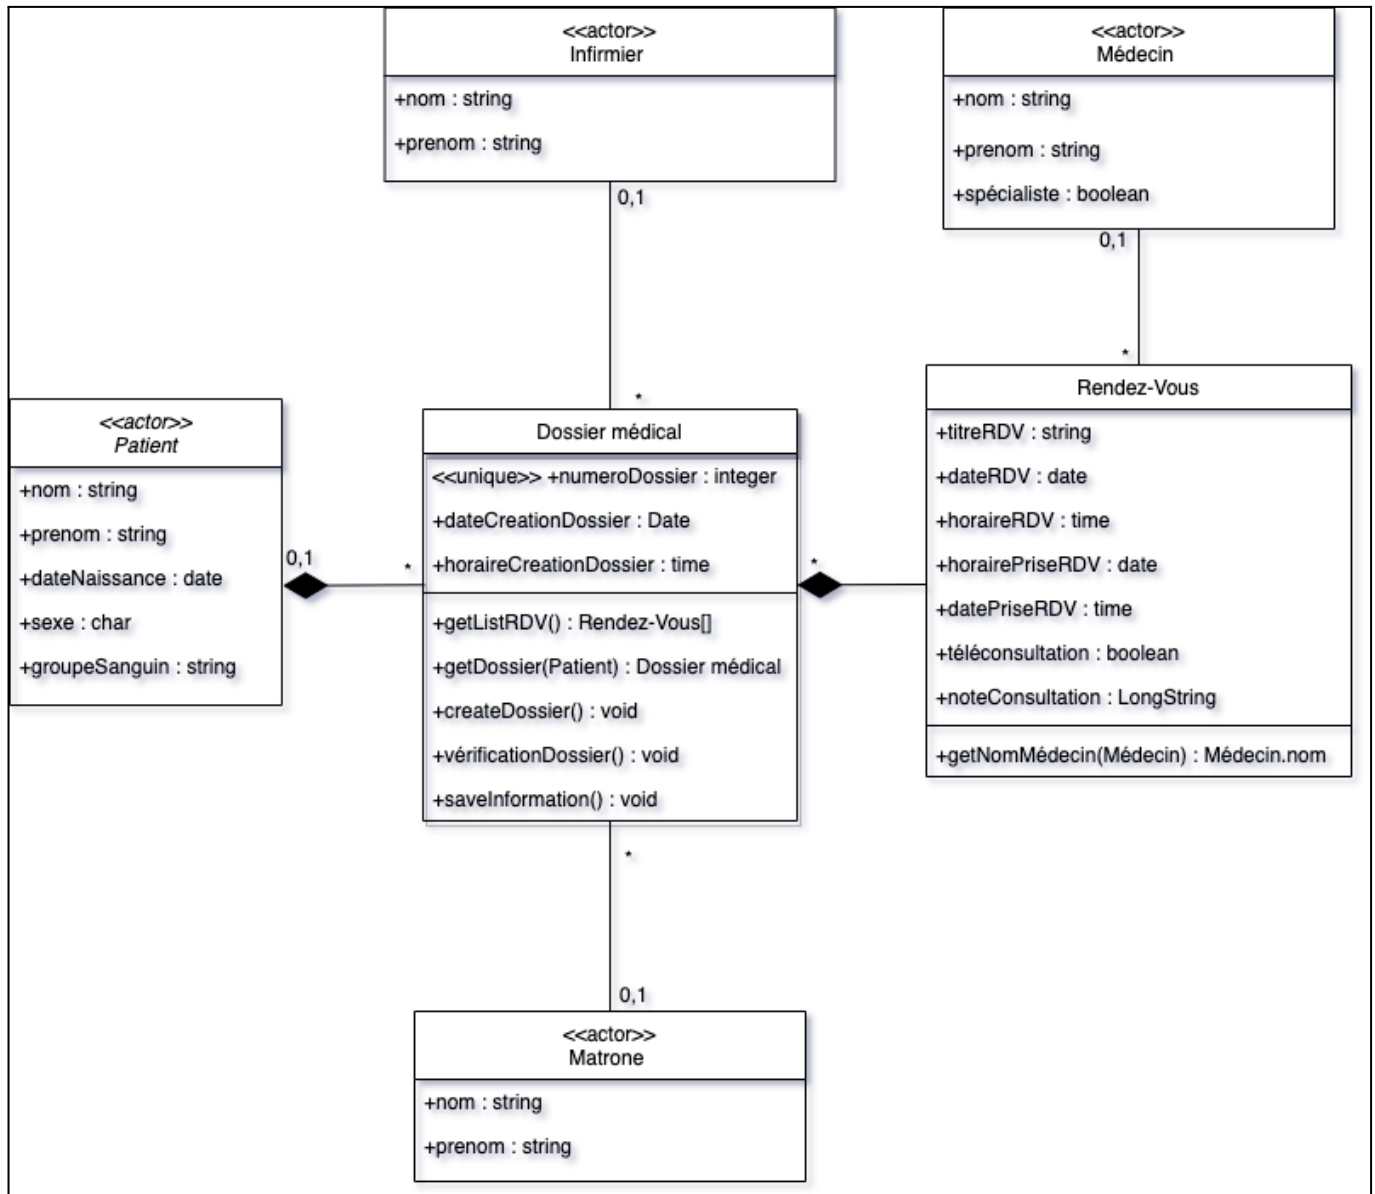 <<actor>>
Infirmier
+nom : string
+prenom : string
0,1
<<actor>>
Médecin
+nom : string
+prenom : string
+spécialiste : boolean
0,1
*
<<actor>>
Patient
+nom : string
+prenom : string
+dateNaissance : date
+sexe : char
+groupeSanguin : string
0,1
*
*
Dossier médical
<<unique>> +numeroDossier : integer
+dateCreationDossier : Date
+horaireCreationDossier : time
+getListRDV() : Rendez-Vous[]
+getDossier(Patient) : Dossier médical
+createDossier() : void
+vérificationDossier() : void
+saveInformation() : void
*
Rendez-Vous
+titreRDV : string
+dateRDV : date
+horaireRDV : time
+horairePriseRDV : date
+datePriseRDV : time
+téléconsultation : boolean
+noteConsultation : LongString
+getNomMédecin(Médecin) : Médecin.nom
*
0,1
<<actor>>
Matrone
+nom : string
+prenom : string